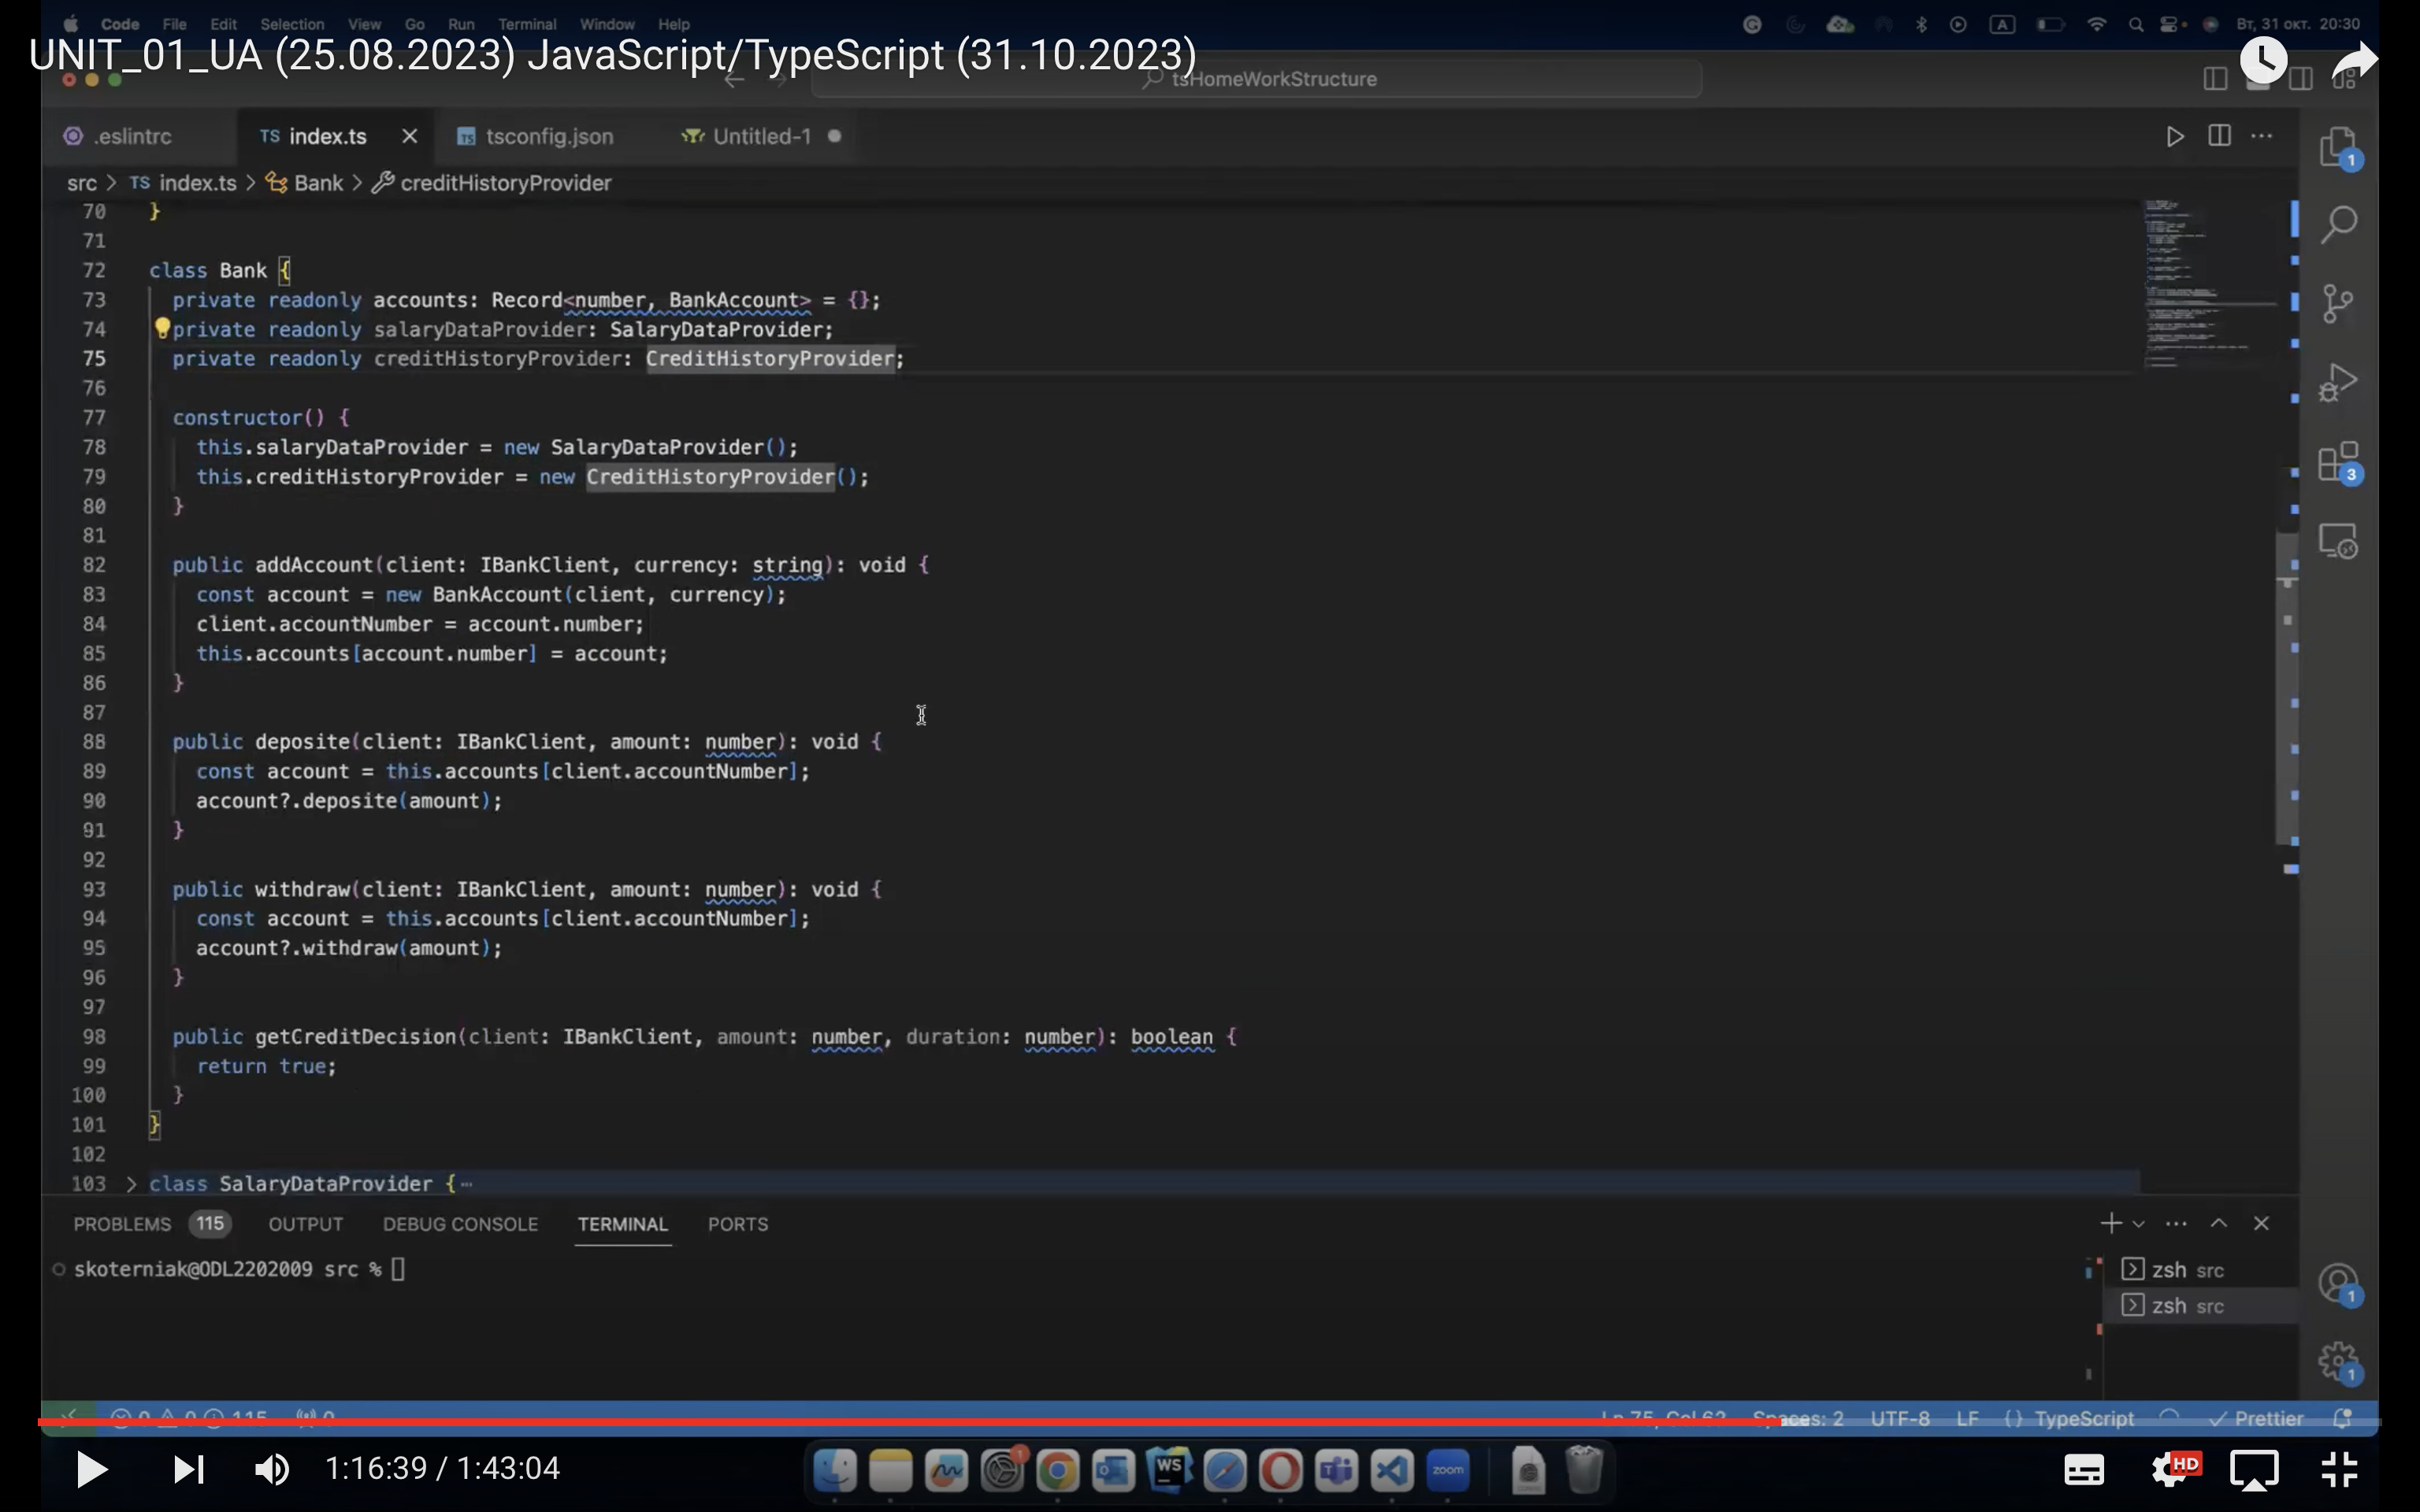 Code File Edit Selection View Go Run Terminal Window Help A Вт, 31 окт. 20:30
UNIT_01_UA (25.08.2023) JavaScript/TypeScript (31.10.2023)
tsHomeWorkStructure
.eslintrc TS index.ts tsconfig.json Untitled-1
src > TS index.ts > Bank > creditHistoryProvider
70 }
71
72 class Bank {
73 private readonly accounts: Record<number, BankAccount> = {};
74 private readonly salaryDataProvider: SalaryDataProvider;
75 private readonly creditHistoryProvider: CreditHistoryProvider;
76
77 constructor() {
78 this.salaryDataProvider = new SalaryDataProvider();
79 this.creditHistoryProvider = new CreditHistoryProvider();
80 }
81
82 public addAccount(client: IBankClient, currency: string): void {
83 const account = new BankAccount(client, currency);
84 client.accountNumber = account.number;
85 this.accounts[account.number] = account;
86 }
87
88 public deposite(client: IBankClient, amount: number): void {
89 const account = this.accounts[client.accountNumber];
90 account?.deposite(amount);
91 }
92
93 public withdraw(client: IBankClient, amount: number): void {
94 const account = this.accounts[client.accountNumber];
95 account?.withdraw(amount);
96 }
97
98 public getCreditDecision(client: IBankClient, amount: number, duration: number): boolean {
99 return true;
100 }
101 }
102
103 > class SalaryDataProvider { ⋯
1
3
PROBLEMS 115 OUTPUT DEBUG CONSOLE TERMINAL PORTS
skoterniak@ODL2202009 src %
zsh src
zsh src
1
1
0 0 115 0 Ln 75, Col 62 Spaces: 2 UTF-8 LF {} TypeScript Prettier
1:16:39 / 1:43:04
1 WS zoom HD